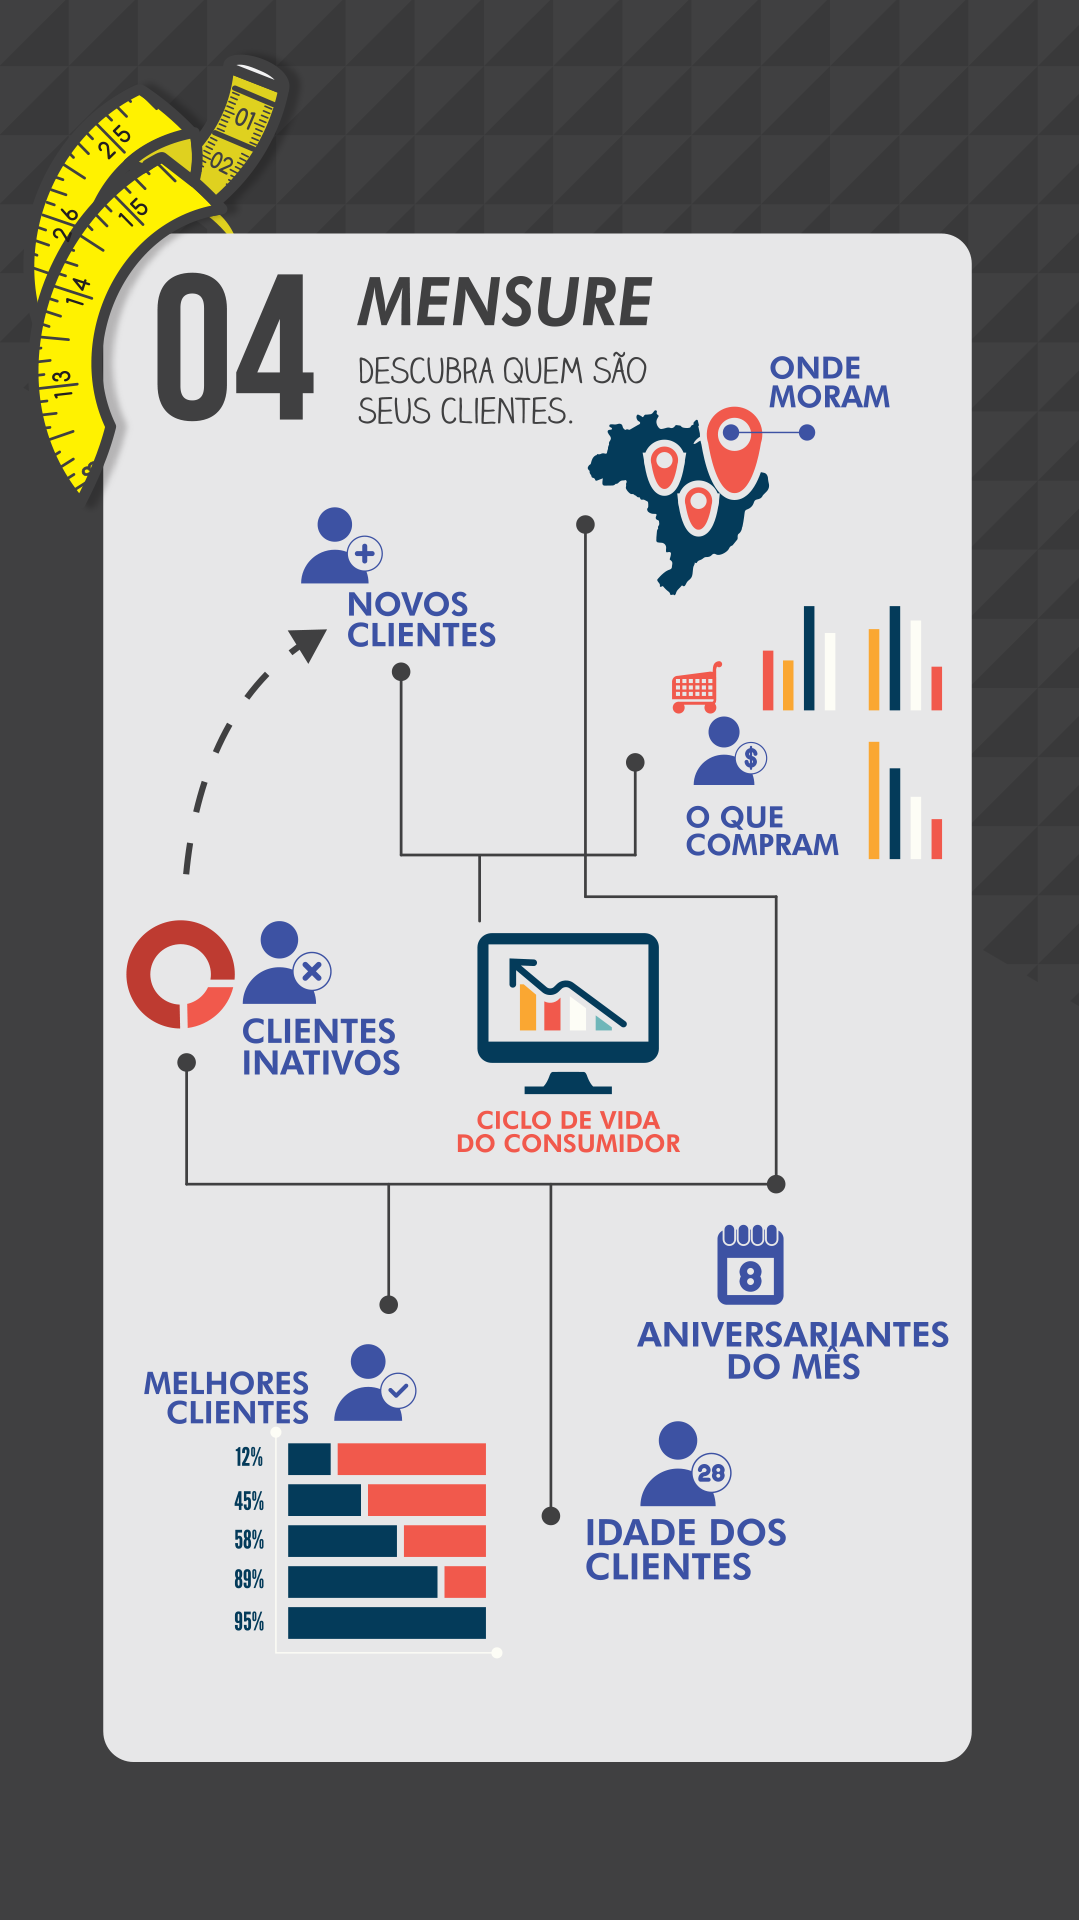 01
02
25
26
15
14
13
04
MENSURE
DESCUBRA QUEM SÃO
SEUS CLIENTES.
ONDE
MORAM
NOVOS
CLIENTES
$
O QUE
COMPRAM
CLIENTES
INATIVOS
CICLO DE VIDA
DO CONSUMIDOR
8
ANIVERSARIANTES
DO MÊS
MELHORES
CLIENTES
12%
45%
58%
89%
95%
28
IDADE DOS
CLIENTES